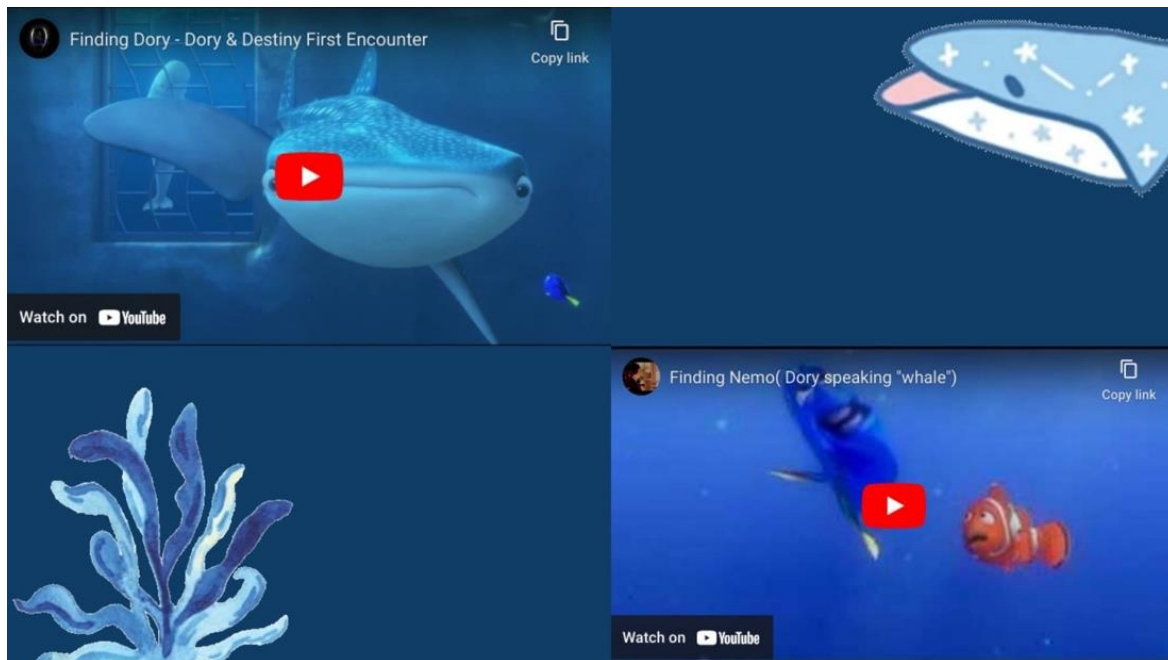 Finding Dory - Dory & Destiny First Encounter
Copy link
Watch on YouTube
Finding Nemo( Dory speaking "whale")
Copy link
Watch on YouTube